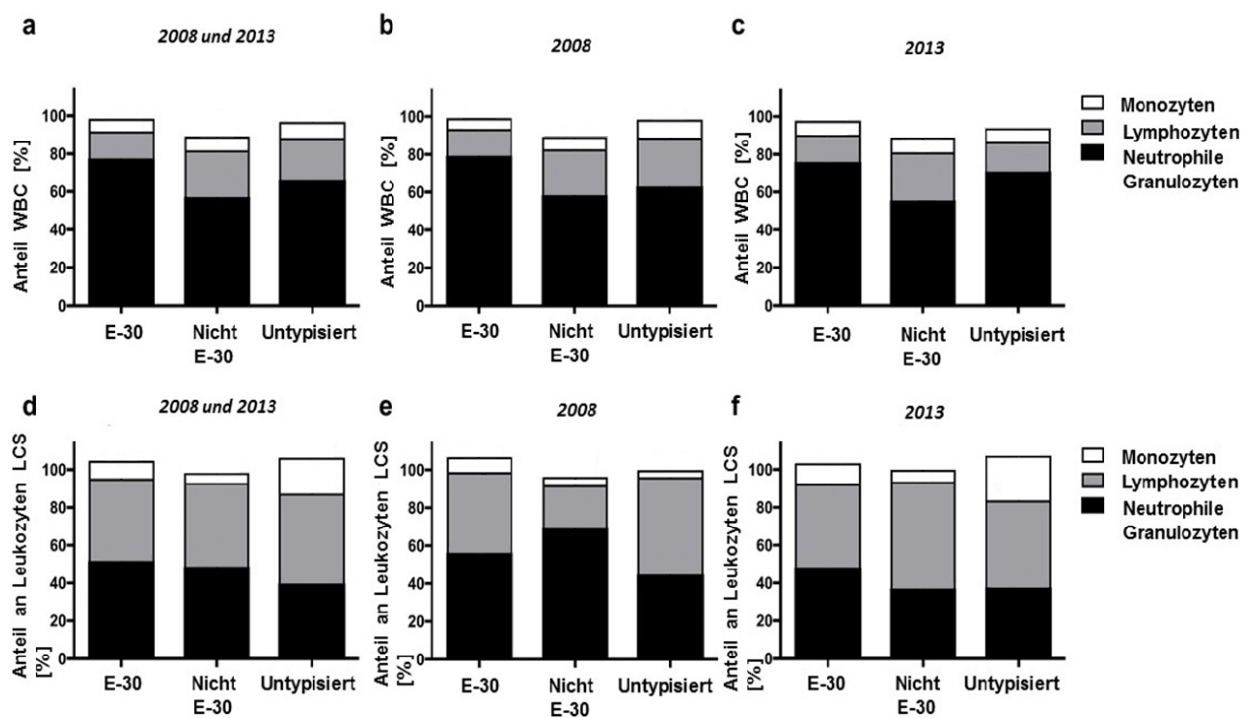 a
2008 und 2013
Anteil WBC [%]
100
80
60
40
20
0
E-30
Nicht
E-30
Untypisiert
b
2008
Anteil WBC [%]
100
80
60
40
20
0
E-30
Nicht
E-30
Untypisiert
c
2013
Anteil WBC [%]
100
80
60
40
20
0
E-30
Nicht
E-30
Untypisiert
Monozyten
Lymphozyten
Neutrophile
Granulozyten
d
2008 und 2013
Anteil an Leukozyten LCS
[%]
100
80
60
40
20
0
E-30
Nicht
E-30
Untypisiert
e
2008
Anteil an Leukozyten LCS
[%]
100
80
60
40
20
0
E-30
Nicht
E-30
Untypisiert
f
2013
Anteil an Leukozyten LCS
[%]
100
80
60
40
20
0
E-30
Nicht
E-30
Untypisiert
Monozyten
Lymphozyten
Neutrophile
Granulozyten